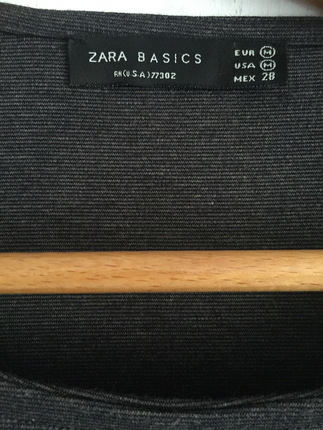 ZARA BASICS
RN(U.S.A)77302
EUR M
USA M
MEX 28